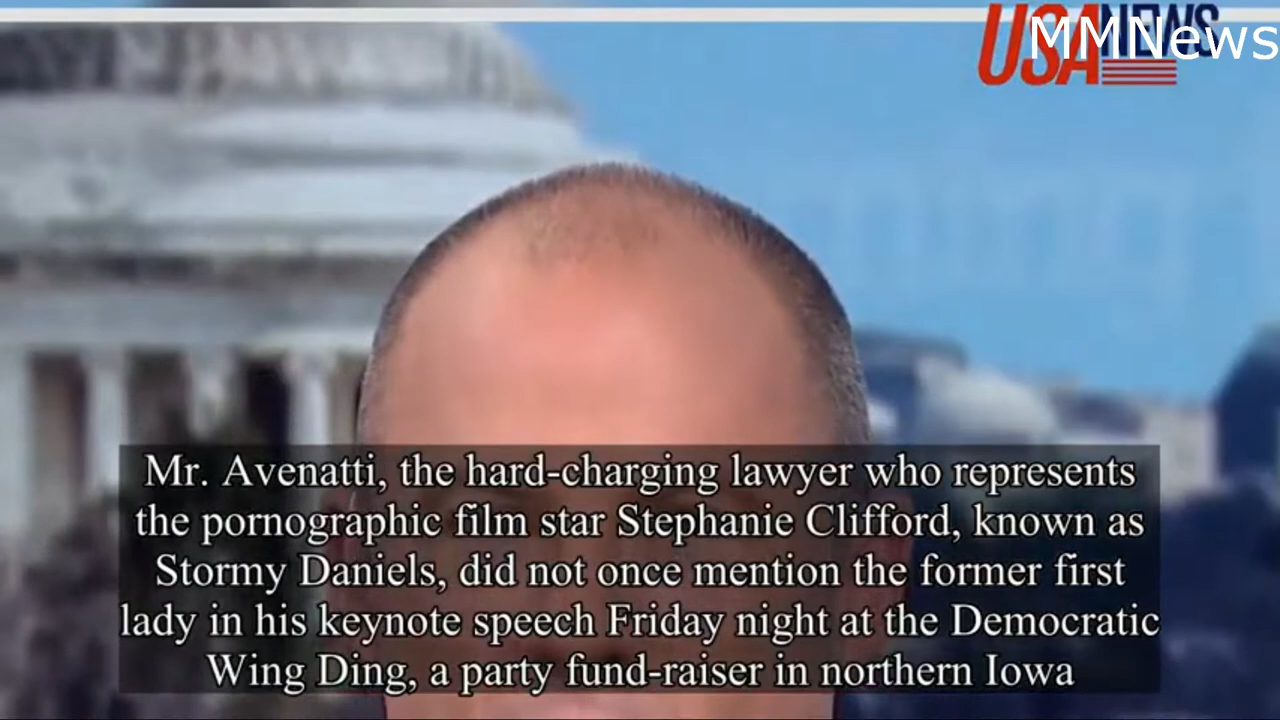 USA NEWS
MMNews
Mr. Avenatti, the hard-charging lawyer who represents
the pornographic film star Stephanie Clifford, known as
Stormy Daniels, did not once mention the former first
lady in his keynote speech Friday night at the Democratic
Wing Ding, a party fund-raiser in northern Iowa